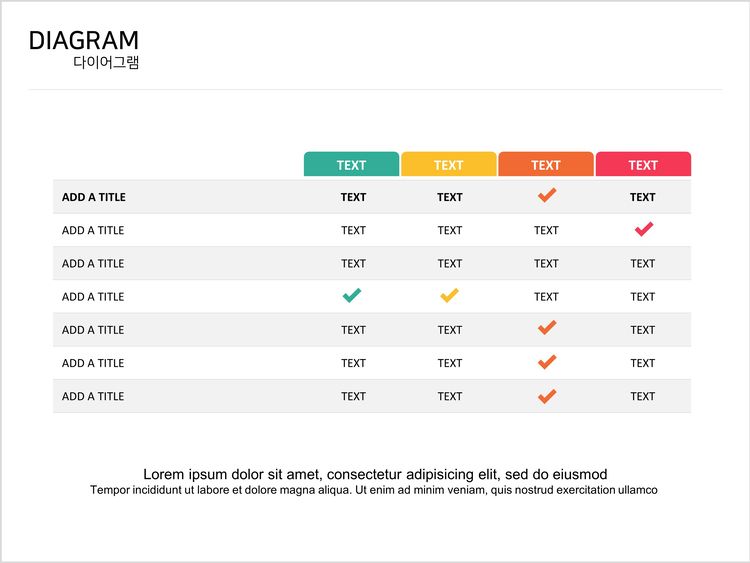 DIAGRAM
다이어그램
TEXT TEXT TEXT TEXT
ADD A TITLE TEXT TEXT TEXT
ADD A TITLE TEXT TEXT TEXT
ADD A TITLE TEXT TEXT TEXT TEXT
ADD A TITLE TEXT TEXT
ADD A TITLE TEXT TEXT TEXT
ADD A TITLE TEXT TEXT TEXT
ADD A TITLE TEXT TEXT TEXT
Lorem ipsum dolor sit amet, consectetur adipisicing elit, sed do eiusmod
Tempor incididunt ut labore et dolore magna aliqua. Ut enim ad minim veniam, quis nostrud exercitation ullamco